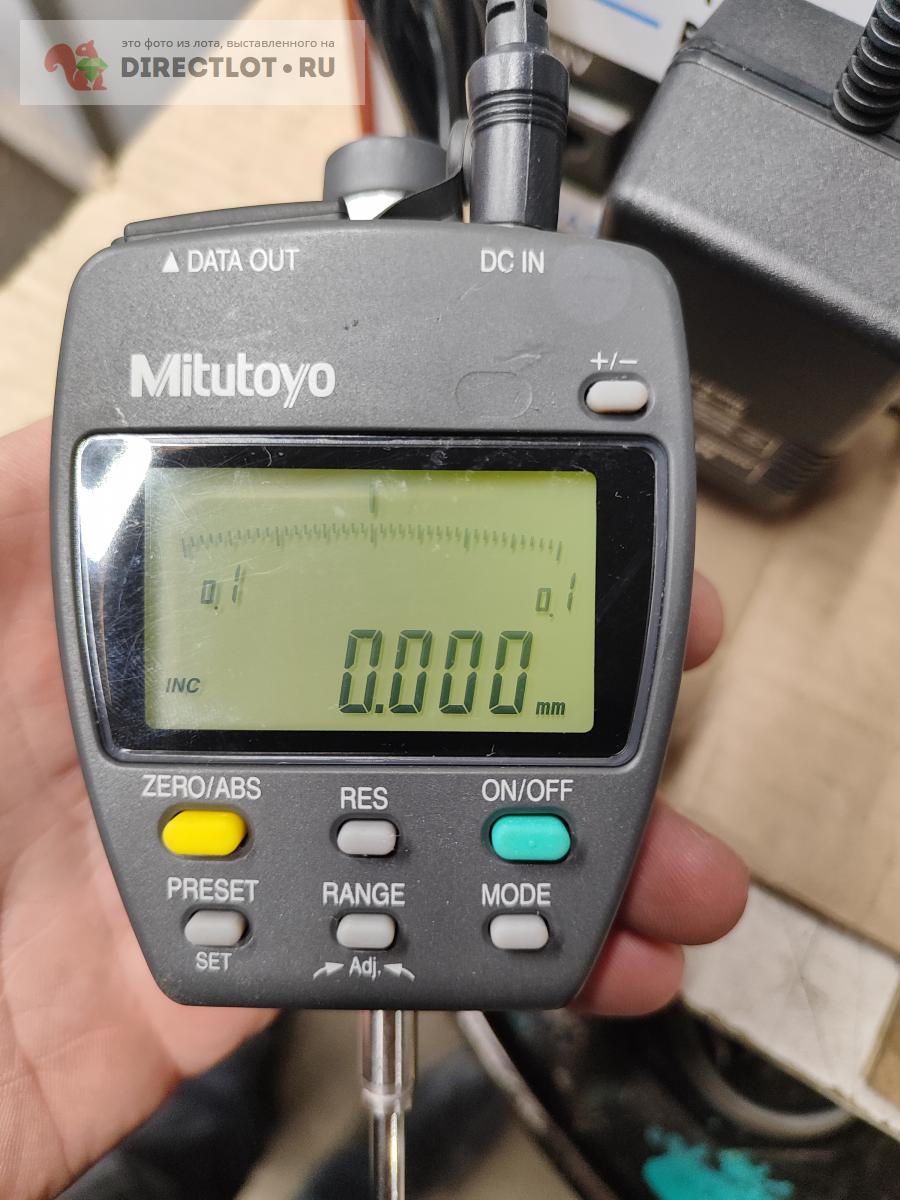 это фото из лота, выставленного на
DIRECTLOT.RU
▲ DATA OUT
DC IN
Mitutoyo
+/−
0.1
0.1
INC
0.000 mm
ZERO/ABS
RES
ON/OFF
PRESET
RANGE
MODE
SET
Adj.